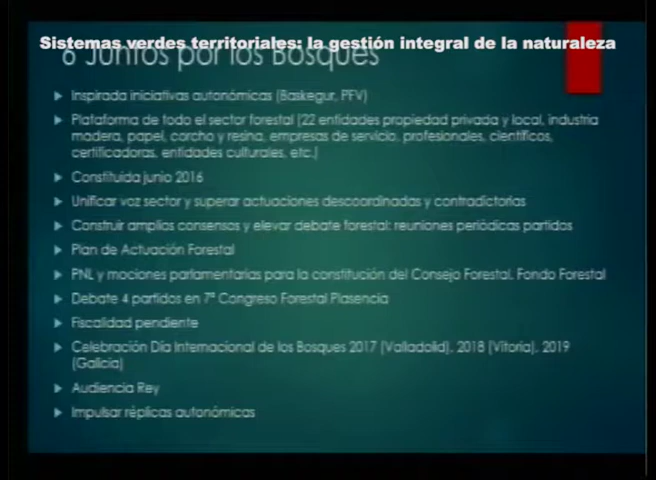 Sistemas verdes territoriales: la gestión integral de la naturaleza
6 Juntos por los Bosques
Inspirada iniciativas autonómicas (Baskegur, PFV)
Plataforma de todo el sector forestal (22 entidades propiedad privada y local, industria
madera, papel, corcho y resina, empresas de servicio, profesionales, científicos,
certificadoras, entidades culturales, etc.)
Constituida junio 2016
Unificar voz sector y superar actuaciones descoordinadas y contradictorias
Construir amplios consensos y elevar debate forestal: reuniones periódicas partidos
Plan de Actuación Forestal
PNL y mociones parlamentarias para la constitución del Consejo Forestal. Fondo Forestal
Debate 4 partidos en 7º Congreso Forestal Plasencia
Fiscalidad pendiente
Celebración Día Internacional de los Bosques 2017 (Valladolid), 2018 (Vitoria), 2019
(Galicia)
Audiencia Rey
Impulsar réplicas autonómicas